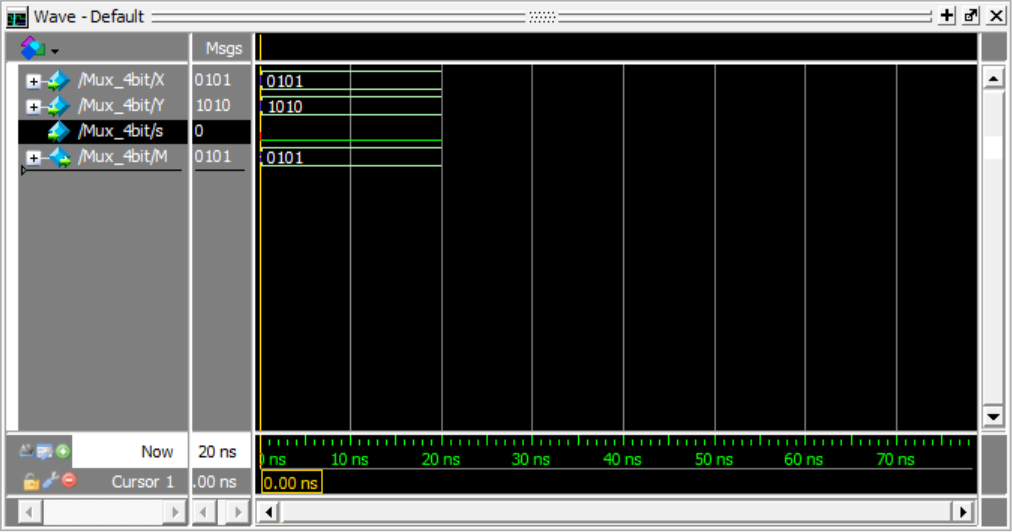 Wave - Default
Msgs
/Mux_4bit/X 0101 0101
/Mux_4bit/Y 1010 1010
/Mux_4bit/s 0
/Mux_4bit/M 0101 0101
Now 20 ns ns 10 ns 20 ns 30 ns 40 ns 50 ns 60 ns 70 ns
Cursor 1 .00 ns 0.00 ns